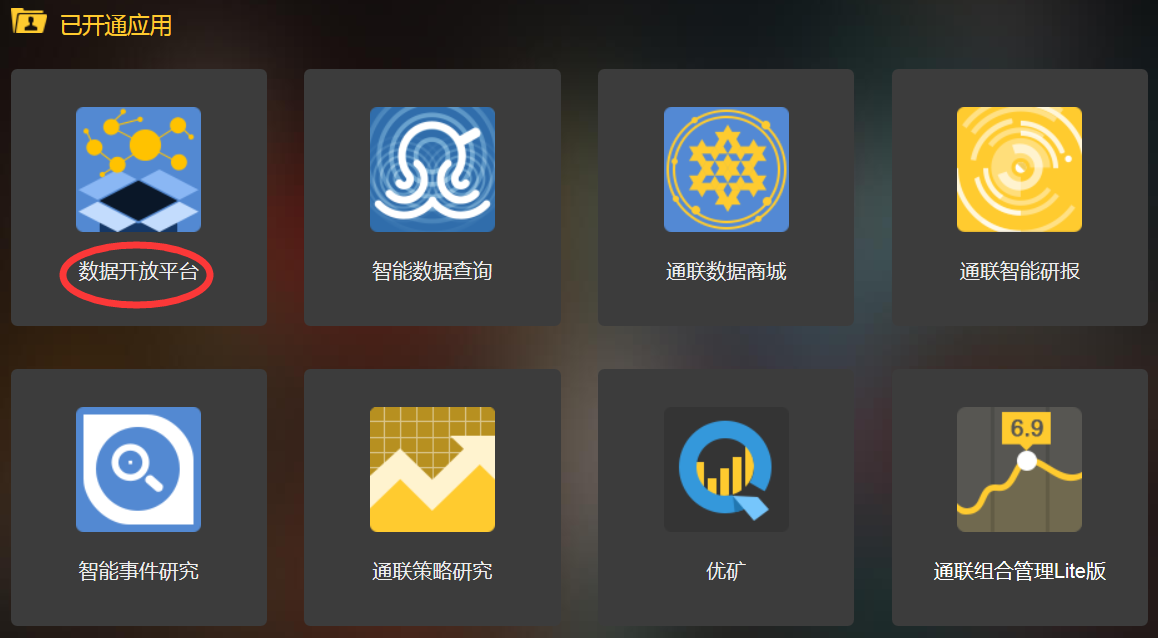 已开通应用
数据开放平台
智能数据查询
通联数据商城
通联智能研报
智能事件研究
通联策略研究
优矿
6.9
通联组合管理Lite版